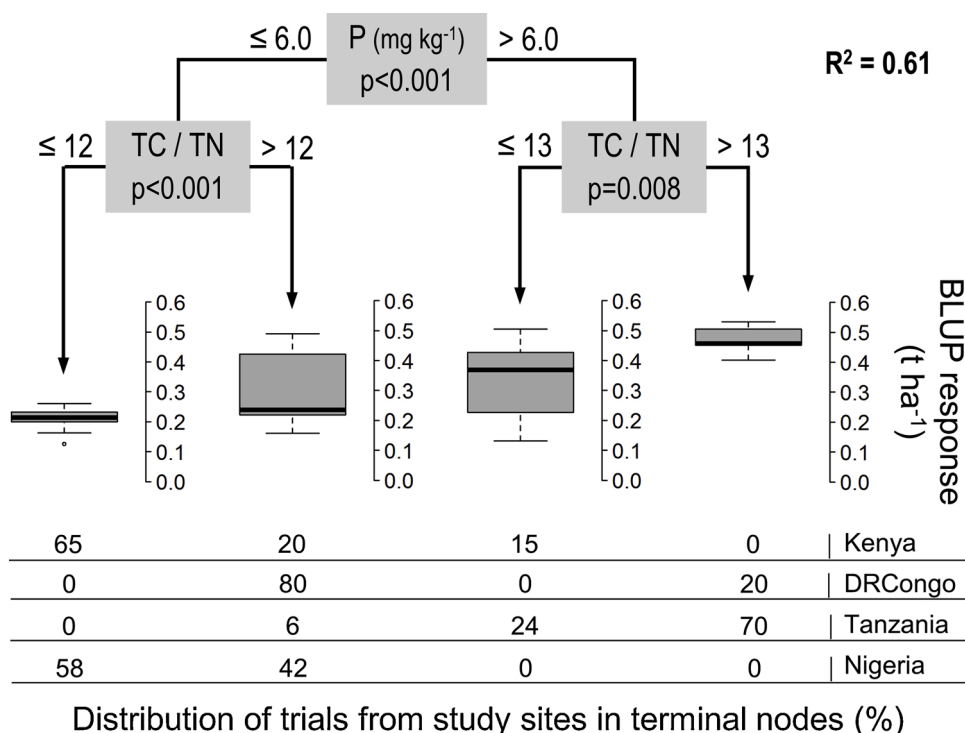 ≤ 6.0 P (mg kg⁻¹) > 6.0
p<0.001
R² = 0.61
≤ 12 TC / TN > 12
p<0.001
≤ 13 TC / TN > 13
p=0.008
0.6 0.6 0.6 0.6
0.5 0.5 0.5 0.5
0.4 0.4 0.4 0.4
0.3 0.3 0.3 0.3
0.2 0.2 0.2 0.2
0.1 0.1 0.1 0.1
0.0 0.0 0.0 0.0
BLUP response
(t ha⁻¹)
65 20 15 0 | Kenya
0 80 0 20 | DRCongo
0 6 24 70 | Tanzania
58 42 0 0 | Nigeria
Distribution of trials from study sites in terminal nodes (%)